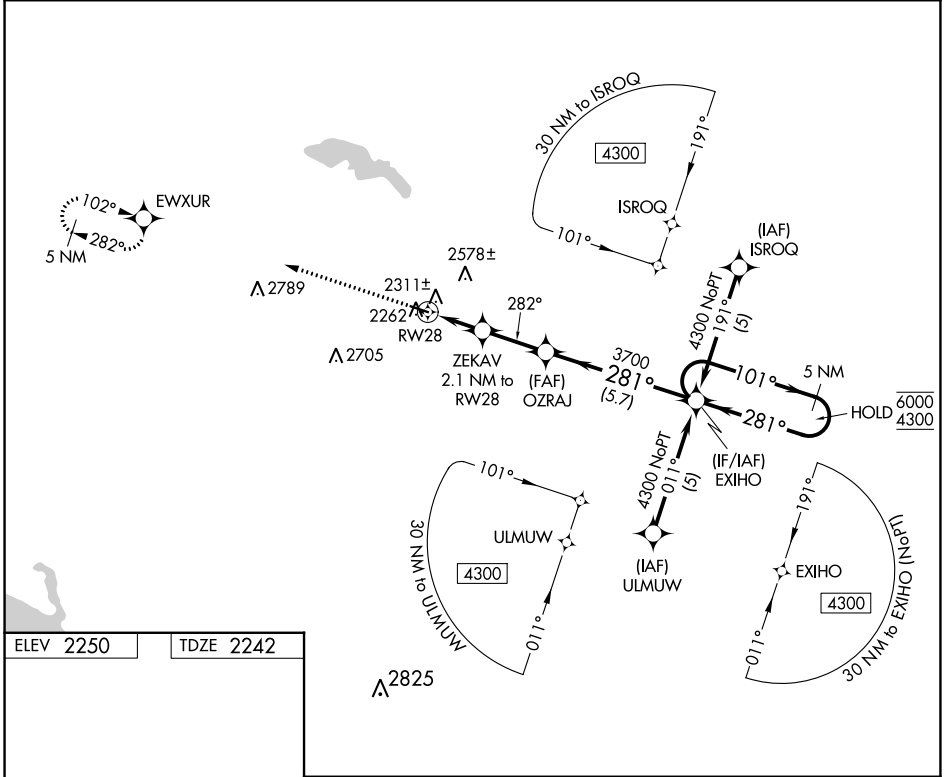 30 NM to ISROQ
4300
191°
ISROQ
101°
102°
EWXUR
282°
5 NM
(IAF)
ISROQ
2578±
2789
2311±
2262
RW28
282°
4300 NoPT
191°
(5)
2705
ZEKAV
2.1 NM to
RW28
(FAF)
OZRAJ
3700
281°
(5.7)
101°
5 NM
281°
HOLD
6000
4300
(IF/IAF)
EXIHO
4300 NoPT
011°
(5)
(IAF)
ULMUW
101°
ULMUW
4300
30 NM to ULMUW
011°
191°
EXIHO
4300
011°
30 NM to EXIHO (NoPT)
ELEV 2250
TDZE 2242
2825